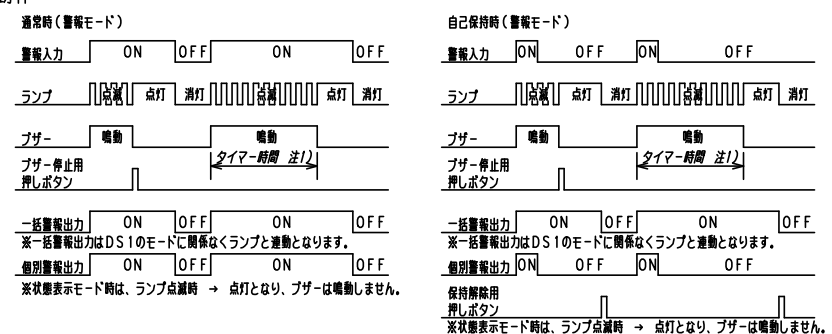 通常時(警報モード)
警報入力 ON OFF ON OFF
ランプ 点滅 点灯 消灯 点滅 点灯 消灯
ブザー 鳴動 鳴動
タイマー時間 注1)
ブザー停止用
押しボタン
一括警報出力 ON OFF ON OFF
※一括警報出力はDS1のモードに関係なくランプと連動となります。
個別警報出力 ON OFF ON OFF
※状態表示モード時は、ランプ点滅時 → 点灯となり、ブザーは鳴動しません。
自己保持時(警報モード)
警報入力 ON OFF ON OFF
ランプ 点滅 点灯 消灯 点滅 点灯 消灯
ブザー 鳴動 鳴動
タイマー時間 注1)
ブザー停止用
押しボタン
一括警報出力 ON OFF ON OFF
※一括警報出力はDS1のモードに関係なくランプと連動となります。
個別警報出力 ON OFF ON OFF
保持解除用
押しボタン
※状態表示モード時は、ランプ点滅時 → 点灯となり、ブザーは鳴動しません。